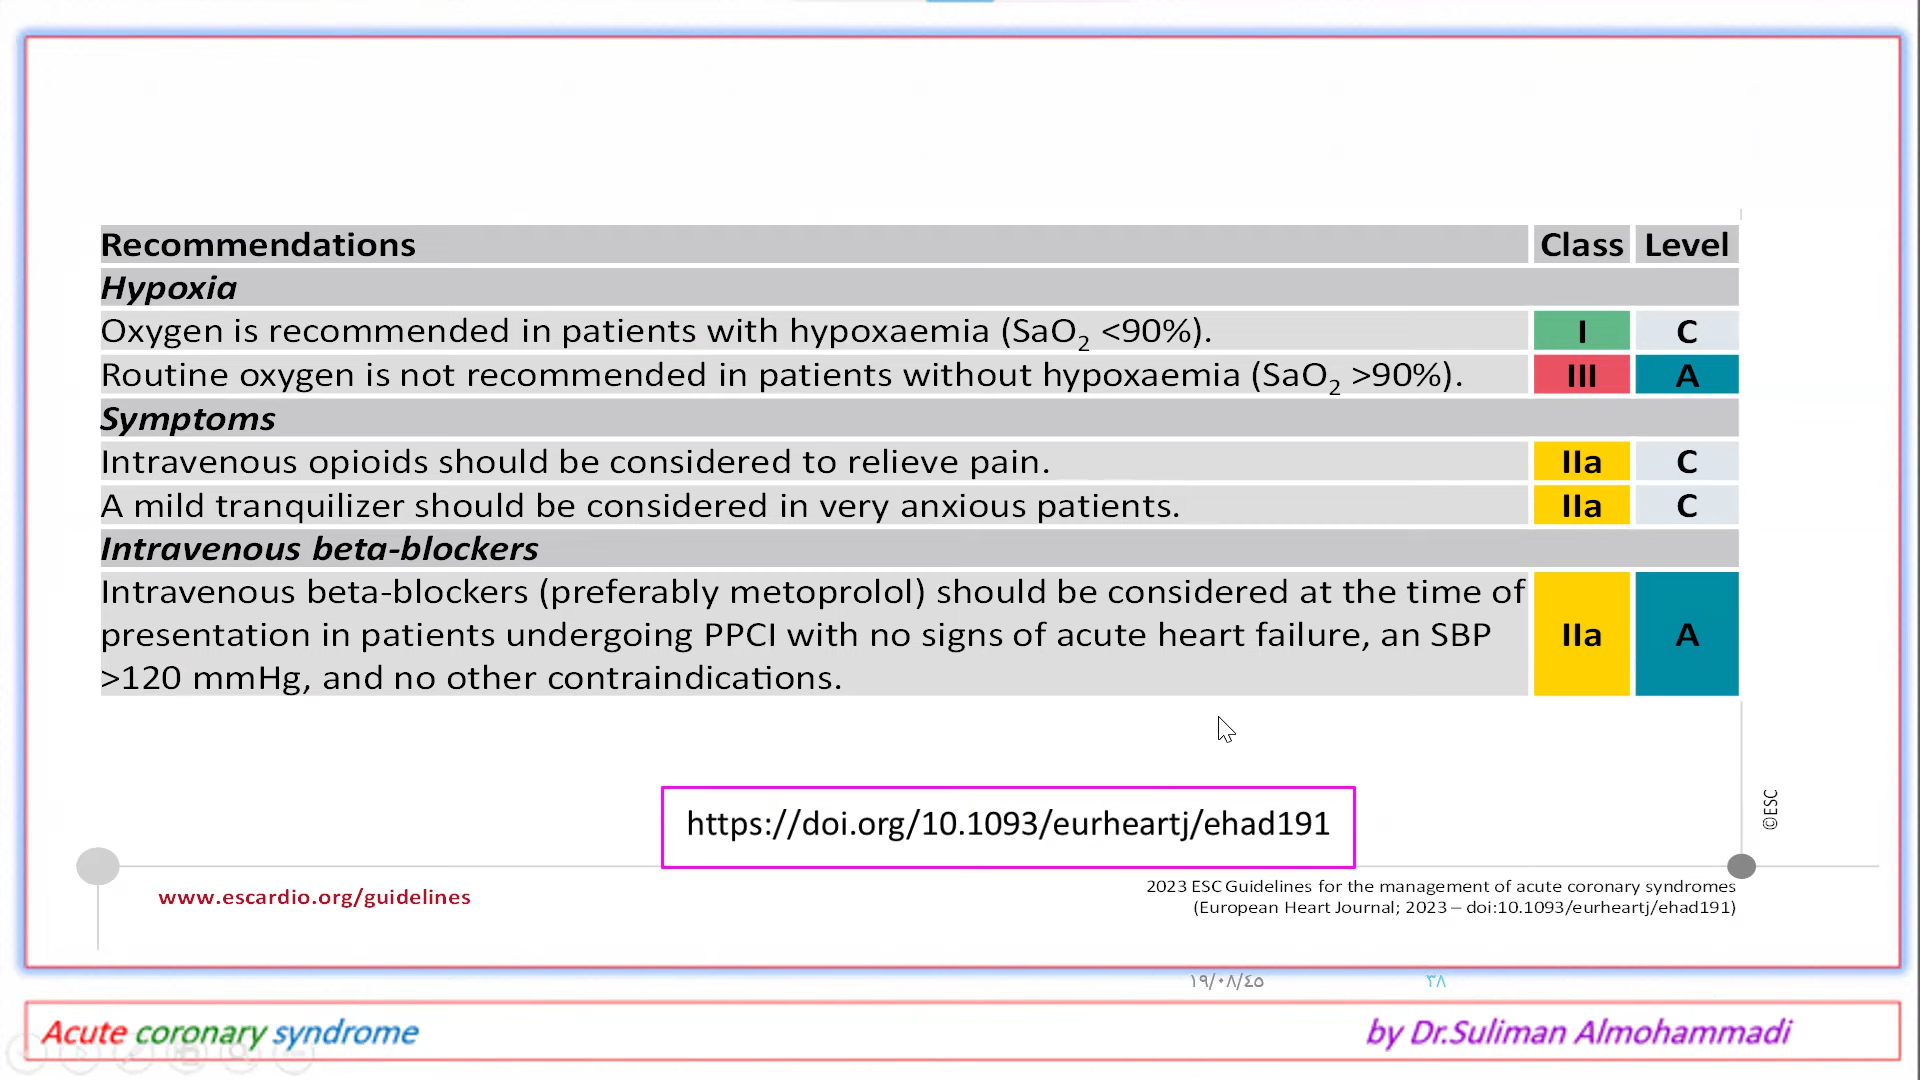 Recommendations Class Level
Hypoxia
Oxygen is recommended in patients with hypoxaemia (SaO₂ <90%). I C
Routine oxygen is not recommended in patients without hypoxaemia (SaO₂ >90%). III A
Symptoms
Intravenous opioids should be considered to relieve pain. IIa C
A mild tranquilizer should be considered in very anxious patients. IIa C
Intravenous beta-blockers
Intravenous beta-blockers (preferably metoprolol) should be considered at the time of
presentation in patients undergoing PPCI with no signs of acute heart failure, an SBP
>120 mmHg, and no other contraindications. IIa A
©ESC
https://doi.org/10.1093/eurheartj/ehad191
www.escardio.org/guidelines
2023 ESC Guidelines for the management of acute coronary syndromes
(European Heart Journal; 2023 – doi:10.1093/eurheartj/ehad191)
١٩/٠٨/٤٥ ٣٨
Acute coronary syndrome by Dr.Suliman Almohammadi